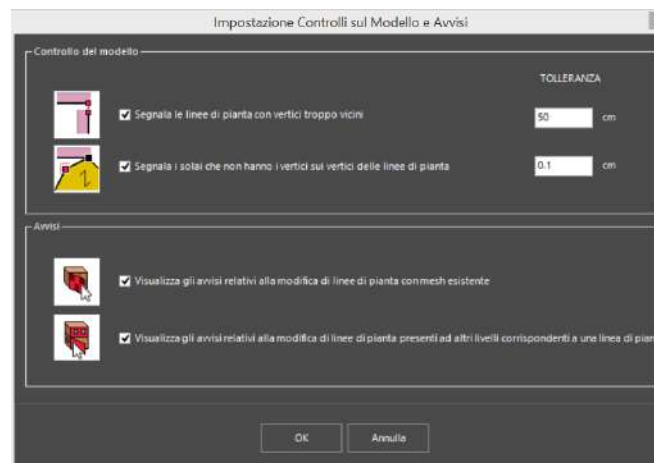 Impostazione Controlli sul Modello e Avvisi
Controllo del modello
TOLLERANZA
Segnala le linee di pianta con vertici troppo vicini
50 cm
Segnala i solai che non hanno i vertici sui vertici delle linee di pianta
0.1 cm
Avvisi
Visualizza gli avvisi relativi alla modifica di linee di pianta con mesh esistente
Visualizza gli avvisi relativi alla modifica di linee di pianta presenti ad altri livelli corrispondenti a una linea di pian
OK Annulla